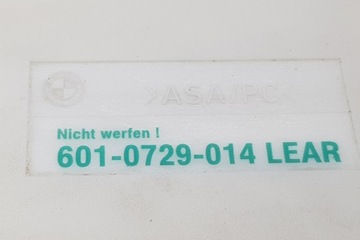 >ASA/PC<
Nicht werfen !
601-0729-014 LEAR